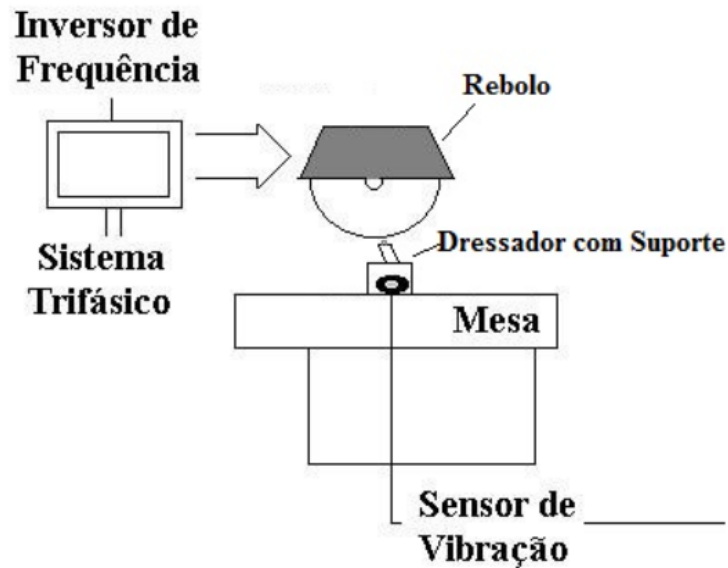 Inversor de
Frequência
Rebolo
Dressador com Suporte
Sistema
Trifásico
Mesa
Sensor de
Vibração